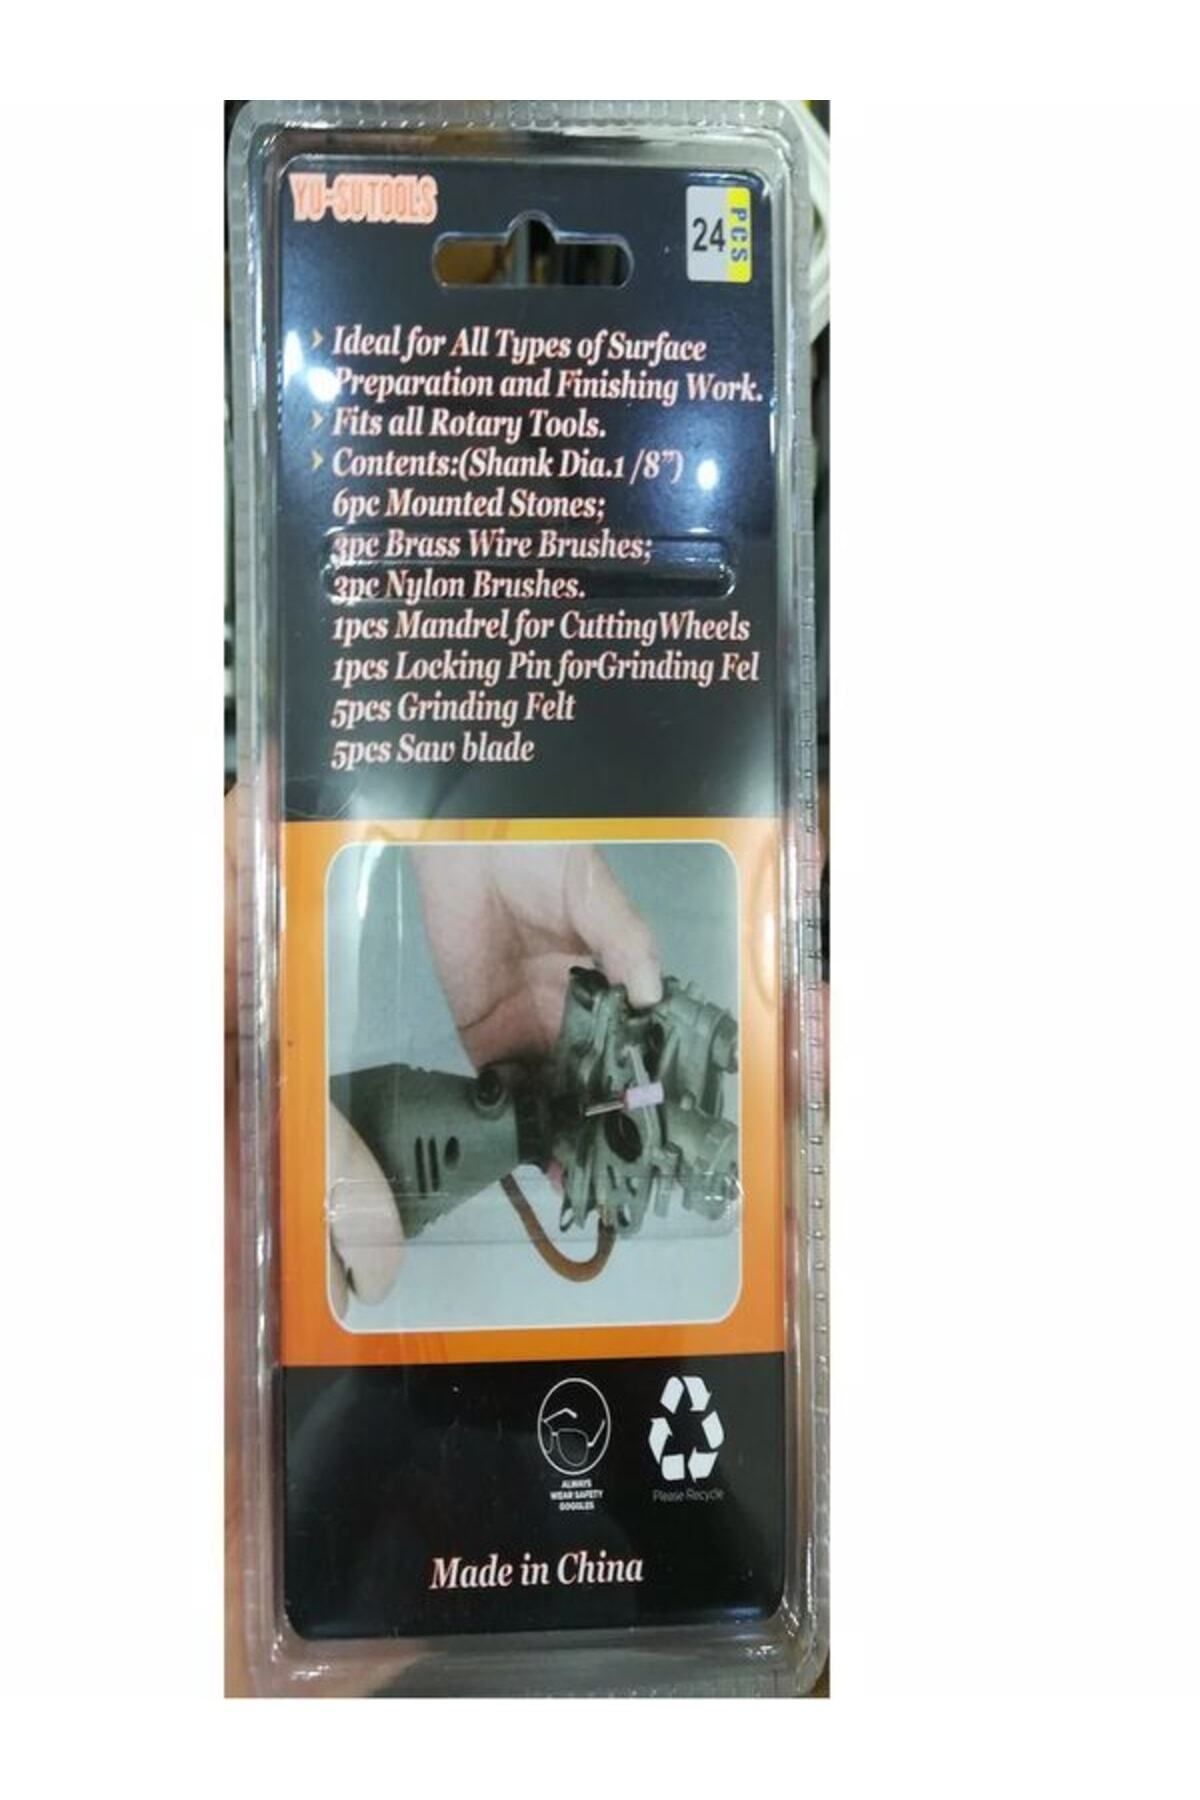 YU-SUTOOLS
24 PCS
Ideal for All Types of Surface
Preparation and Finishing Work.
Fits all Rotary Tools.
Contents:(Shank Dia.1/8")
6pc Mounted Stones;
3pc Brass Wire Brushes;
3pc Nylon Brushes.
1pcs Mandrel for CuttingWheels
1pcs Locking Pin forGrinding Fel
5pcs Grinding Felt
5pcs Saw blade
ALWAYS
WEAR SAFETY
GOGGLES
Please Recycle
Made in China